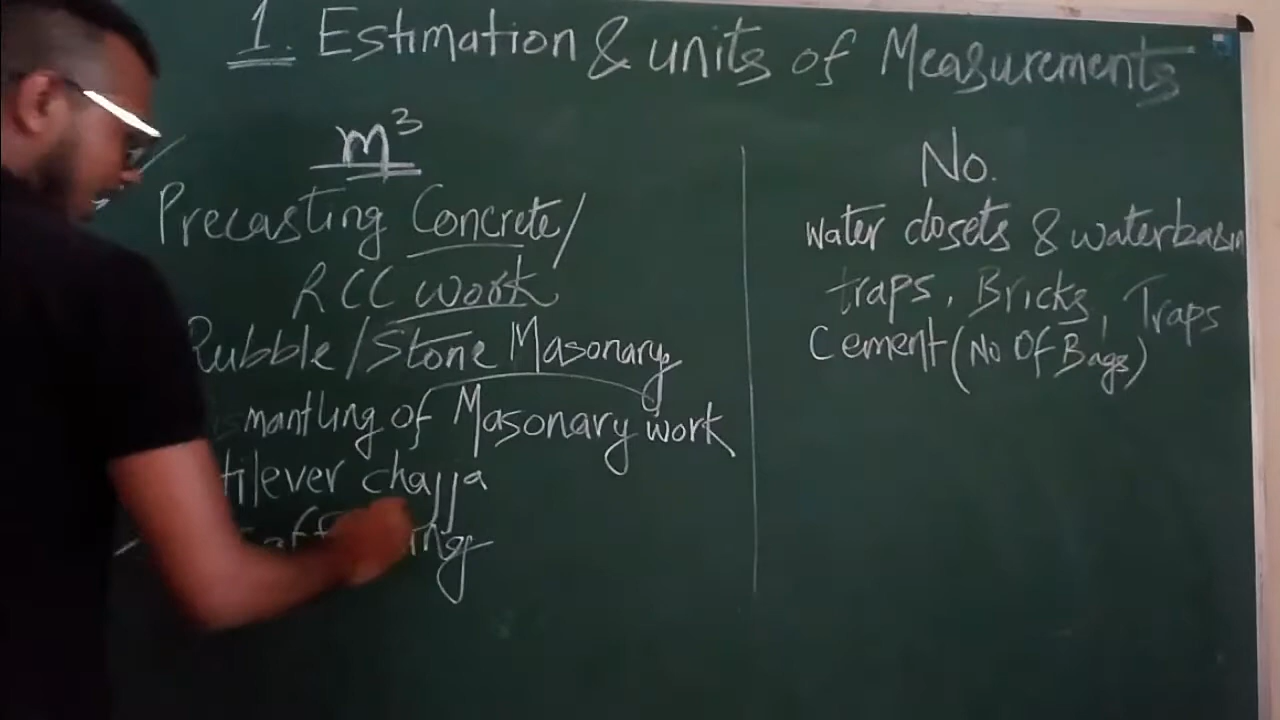 1. Estimation & units of Measurements
m³
Precasting Concrete/
RCC work
Rubble/Stone Masonary
mantling of Masonary work
tilever chajja
No.
water closets & waterbasin
traps, Bricks, Traps
Cement (No Of Bags)